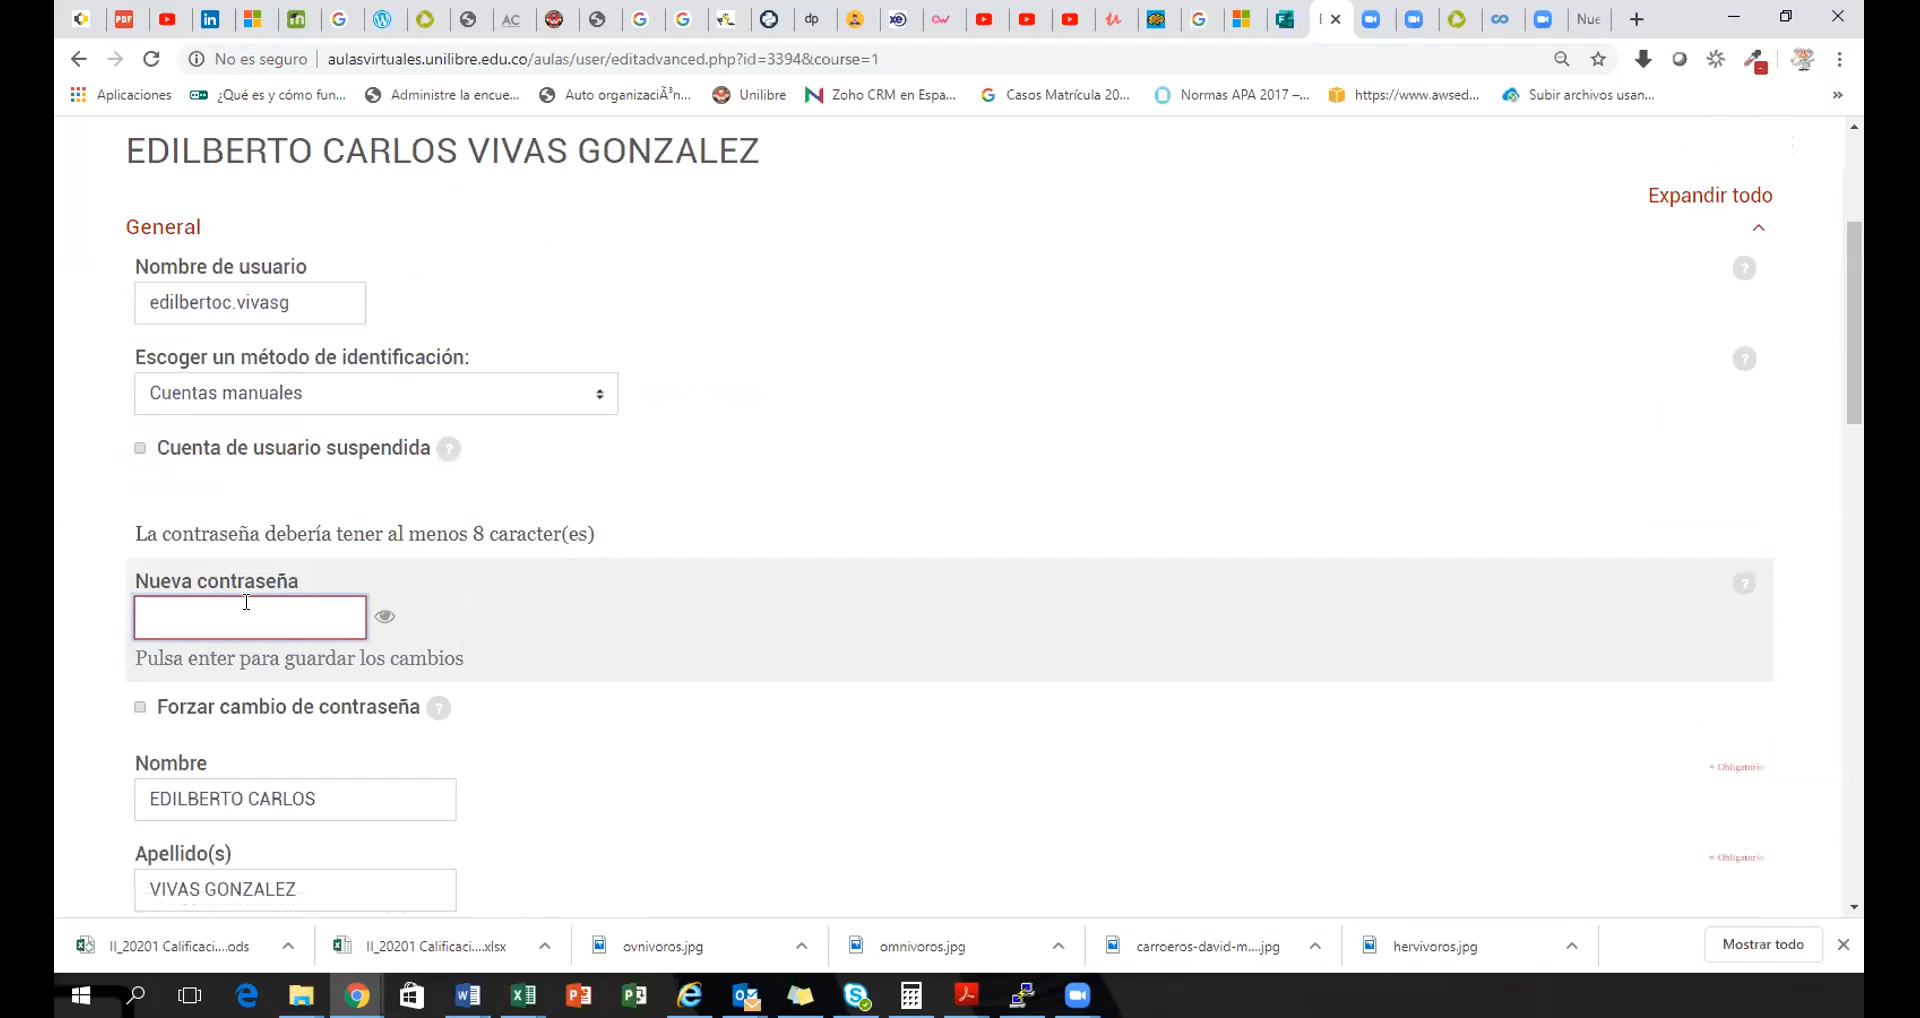 No es seguro aulasvirtuales.unilibre.edu.co/aulas/user/editadvanced.php?id=3394&course=1
Aplicaciones ¿Qué es y cómo fun... Administre la encue... Auto organizaciÃ³n... Unilibre Zoho CRM en Espa... Casos Matrícula 20... Normas APA 2017 –... https://www.awsed... Subir archivos usan... »
EDILBERTO CARLOS VIVAS GONZALEZ
Expandir todo
General
Nombre de usuario
edilbertoc.vivasg
Escoger un método de identificación:
Cuentas manuales
Cuenta de usuario suspendida
La contraseña debería tener al menos 8 caracter(es)
Nueva contraseña
Pulsa enter para guardar los cambios
Forzar cambio de contraseña
Nombre
Obligatorio
EDILBERTO CARLOS
Apellido(s)
Obligatorio
VIVAS GONZALEZ
II_20201 Calificaci....ods II_20201 Calificaci....xlsx ovnivoros.jpg omnivoros.jpg carroeros-david-m....jpg hervivoros.jpg Mostrar todo